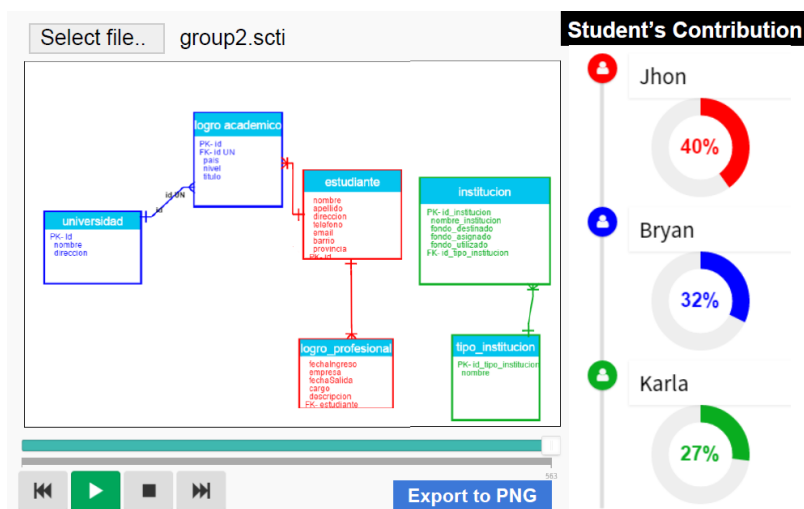 Select file..
group2.scti
Student's Contribution
Jhon
40%
Bryan
32%
Karla
27%
logro academico
PK- id
FK- id UN
pais
nivel
titulo
id UN
id
universidad
PK- Id
nombre
direccion
estudiante
nombre
apellido
direccion
telefono
email
barrio
provincia
PK- id
institucion
PK- id_institucion
nombre_institucion
fondo_destinado
fondo_asignado
fondo_utilizado
FK- id_tipo_institucion
logro_profesional
fechaIngreso
empresa
fechaSalida
cargo
descripcion
FK- estudiante
tipo_institucion
PK- id_tipo_institucion
nombre
563
Export to PNG